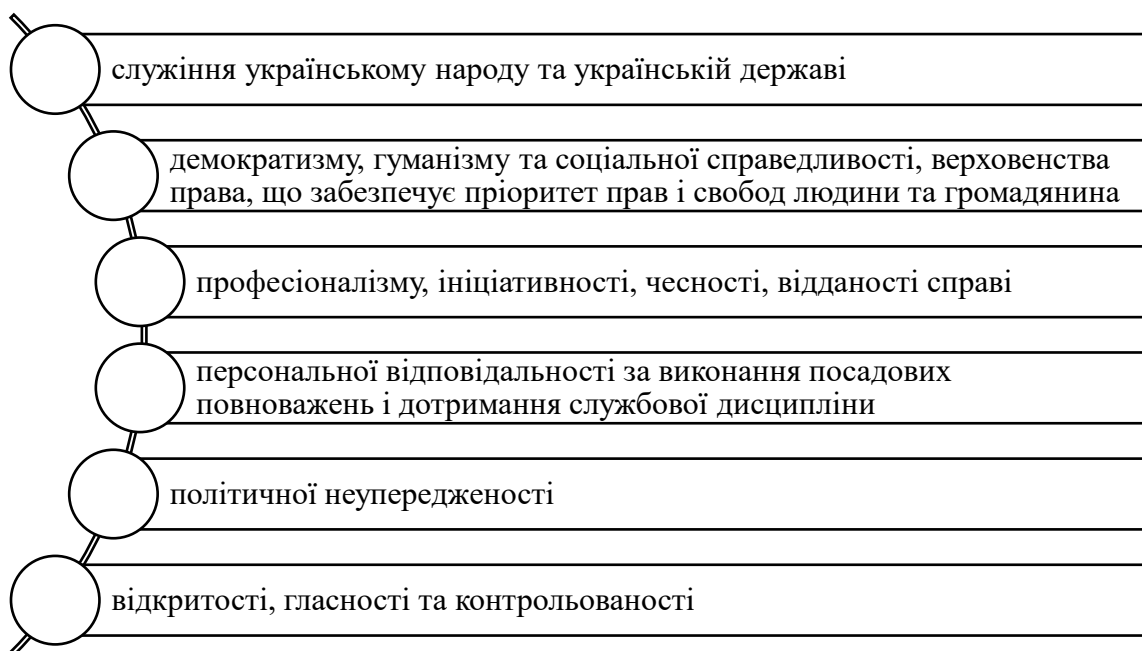 служіння українському народу та українській державі
демократизму, гуманізму та соціальної справедливості, верховенства
права, що забезпечує пріоритет прав і свобод людини та громадянина
професіоналізму, ініціативності, чесності, відданості справі
персональної відповідальності за виконання посадових
повноважень і дотримання службової дисципліни
політичної неупередженості
відкритості, гласності та контрольованості